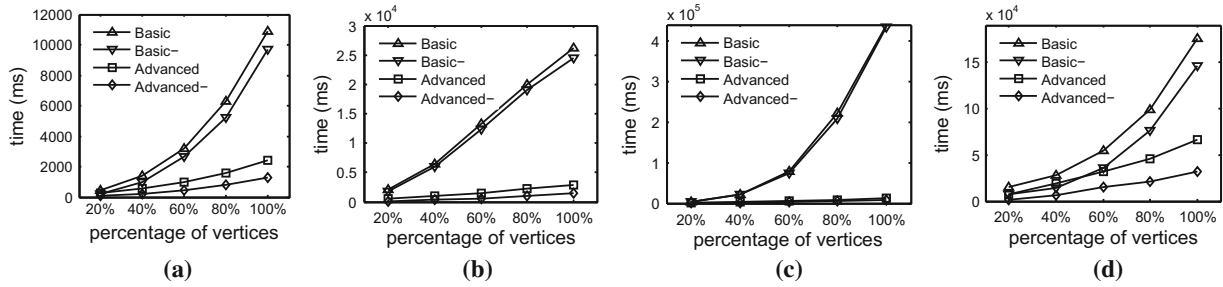 12000
10000
8000
6000
4000
2000
0
time (ms)
Basic
Basic−
Advanced
Advanced−
20% 40% 60% 80% 100%
percentage of vertices
(a)
x 10^4
3
2.5
2
1.5
1
0.5
0
time (ms)
Basic
Basic−
Advanced
Advanced−
20% 40% 60% 80% 100%
percentage of vertices
(b)
x 10^5
4
3
2
1
0
time (ms)
Basic
Basic−
Advanced
Advanced−
20% 40% 60% 80% 100%
percentage of vertices
(c)
x 10^4
15
10
5
0
time (ms)
Basic
Basic−
Advanced
Advanced−
20% 40% 60% 80% 100%
percentage of vertices
(d)